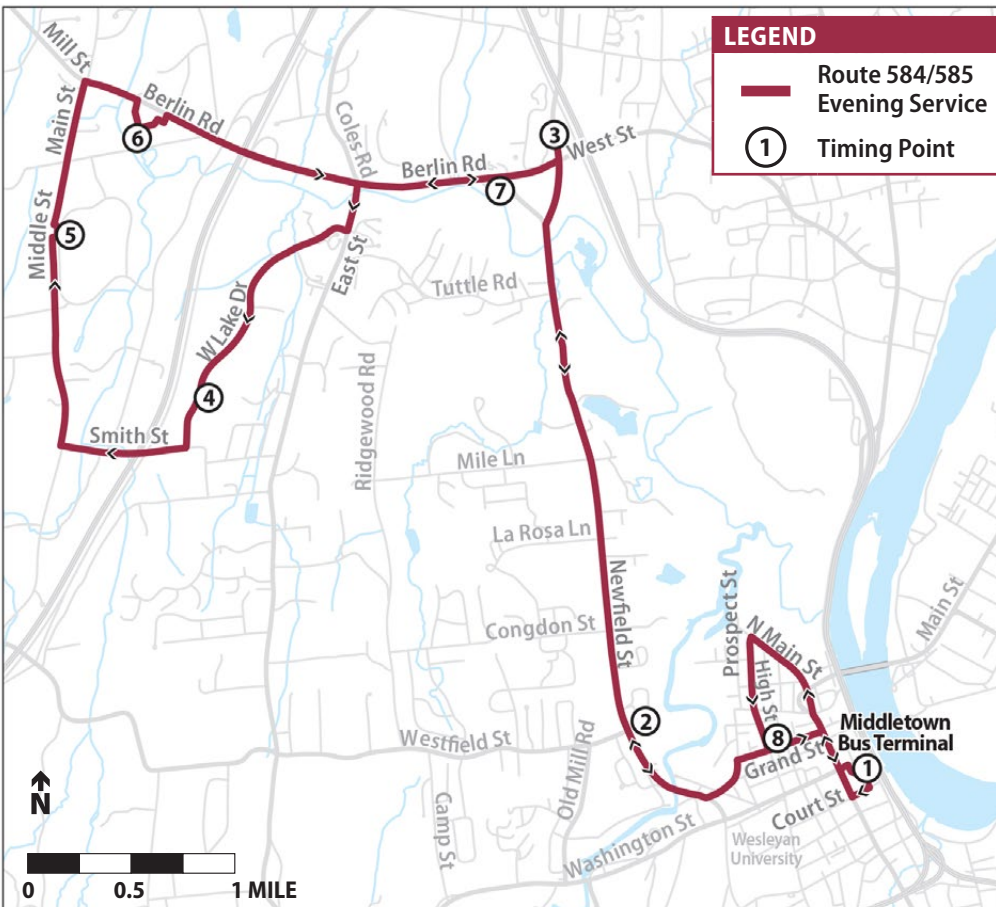 LEGEND
Route 584/585
Evening Service
1 Timing Point
Mill St
Main St
Berlin Rd
6
Coles Rd
Berlin Rd
7
3
West St
Middle St
5
East St
Tuttle Rd
W Lake Dr
4
Smith St
Ridgewood Rd
Mile Ln
La Rosa Ln
Newfield St
Congdon St
Prospect St
N Main St
High St
Main St
2
Westfield St
Old Mill Rd
8
Grand St
Middletown
Bus Terminal
1
Court St
Camp St
Washington St
Wesleyan
University
N
0 0.5 1 MILE